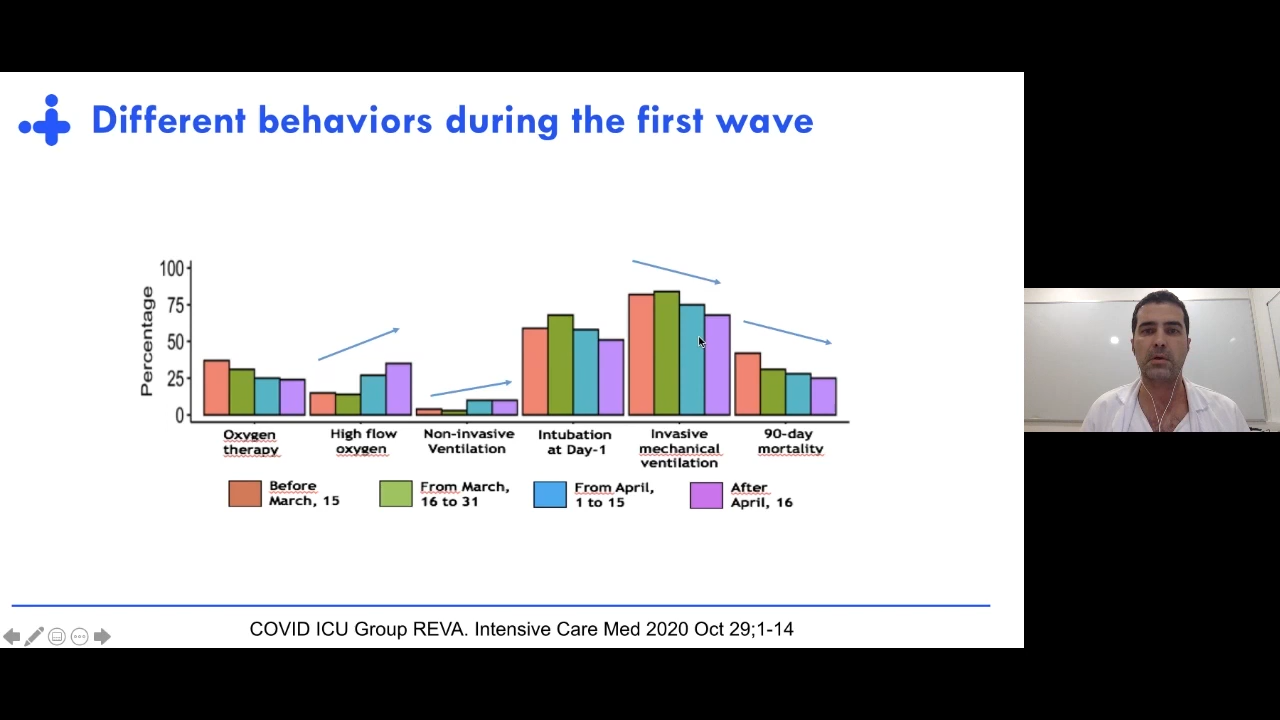 Different behaviors during the first wave
Percentage
100
75
50
25
0
Oxygen
therapy
High flow
oxygen
Non-invasive
Ventilation
Intubation
at Day-1
Invasive
mechanical
ventilation
90-day
mortality
Before
March, 15
From March,
16 to 31
From April,
1 to 15
After
April, 16
COVID ICU Group REVA. Intensive Care Med 2020 Oct 29;1-14